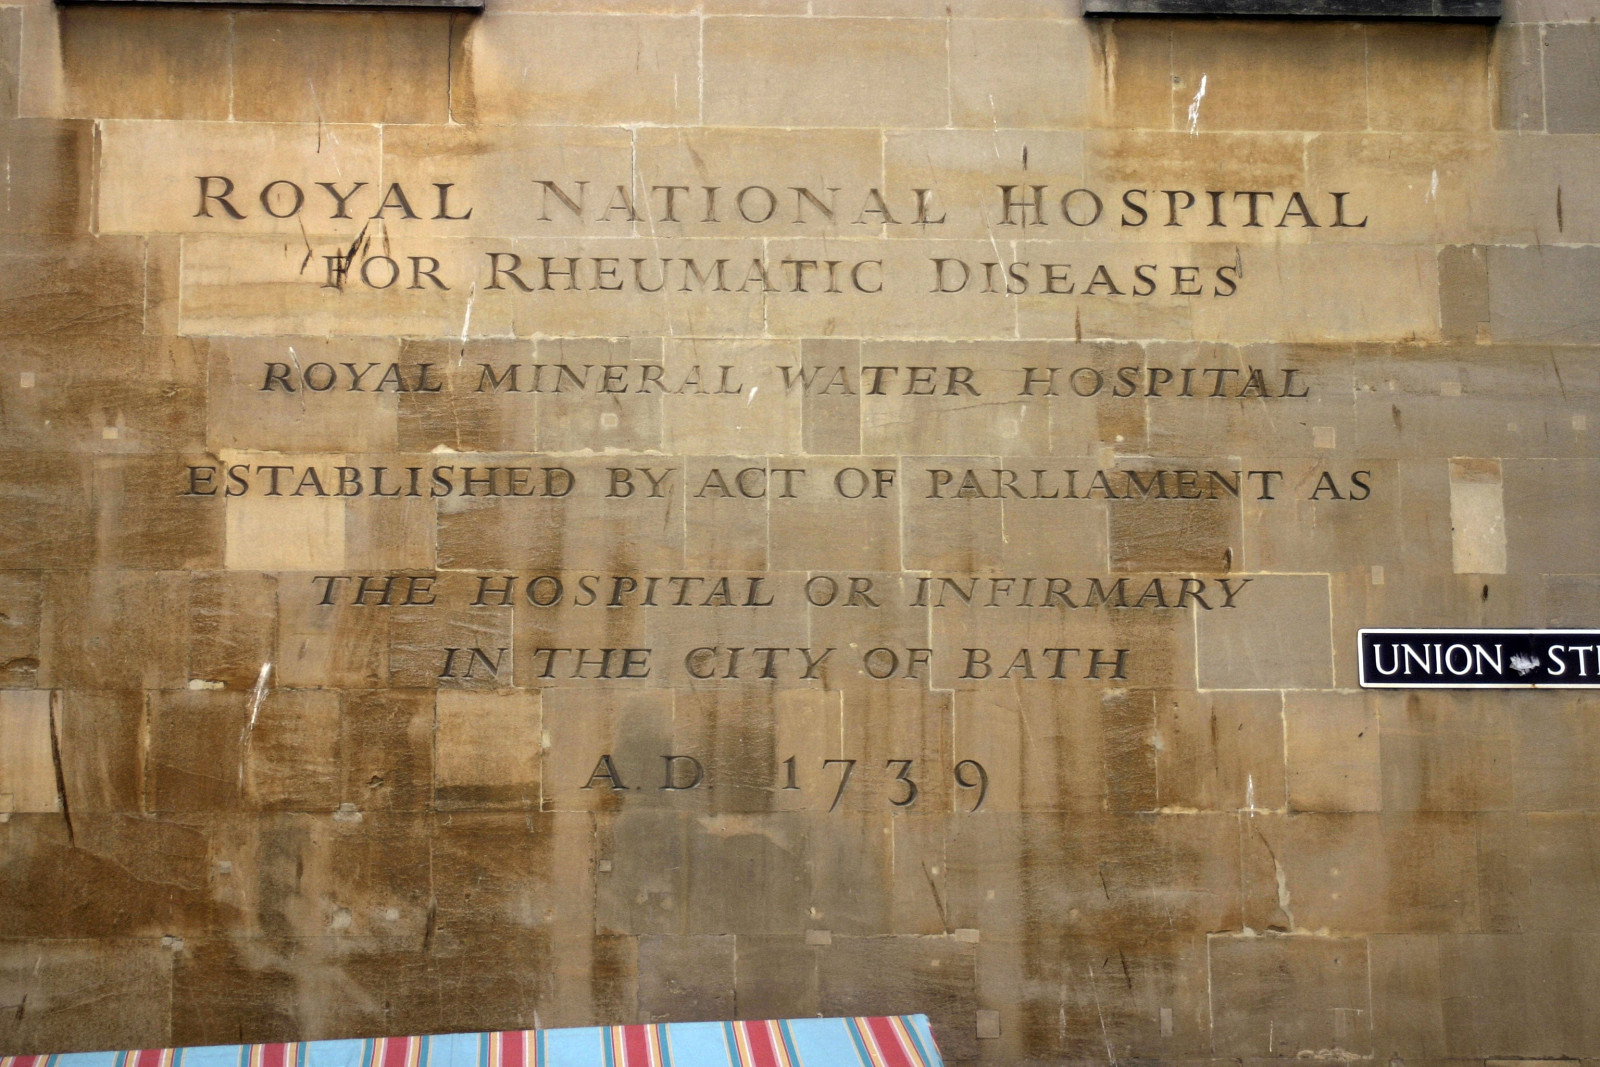 ROYAL NATIONAL HOSPITAL
FOR RHEUMATIC DISEASES
ROYAL MINERAL WATER HOSPITAL
ESTABLISHED BY ACT OF PARLIAMENT AS
THE HOSPITAL OR INFIRMARY
IN THE CITY OF BATH
A.D. 1739
UNION